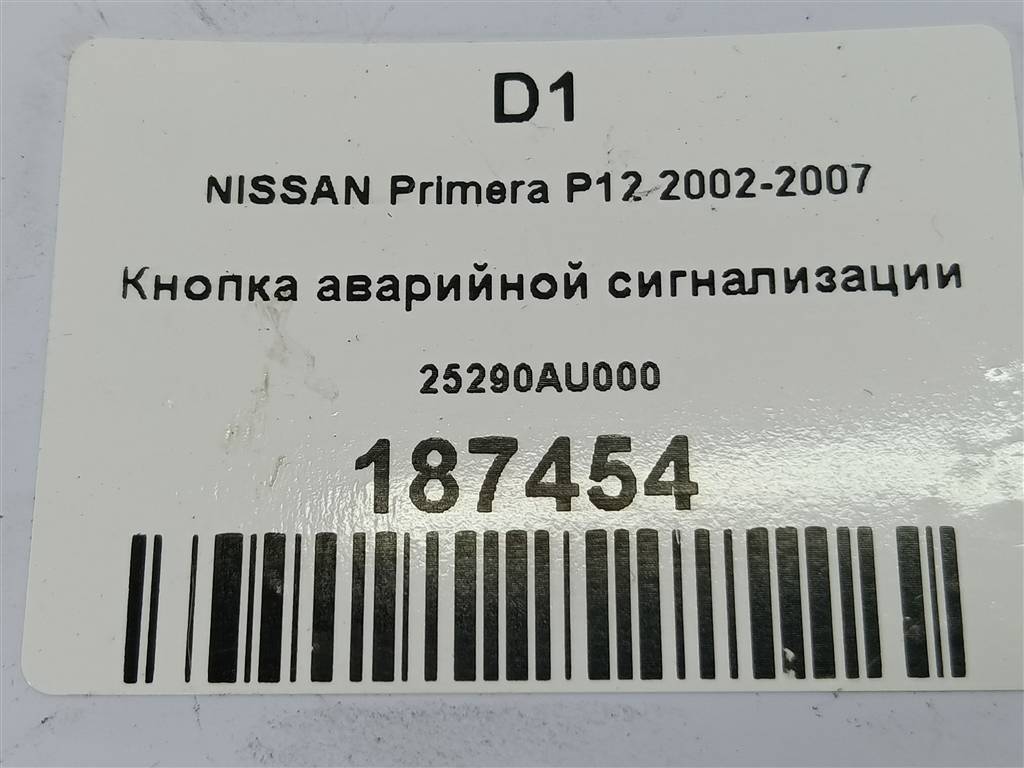 D1
NISSAN Primera P12 2002-2007
Кнопка аварийной сигнализации
25290AU000
187454